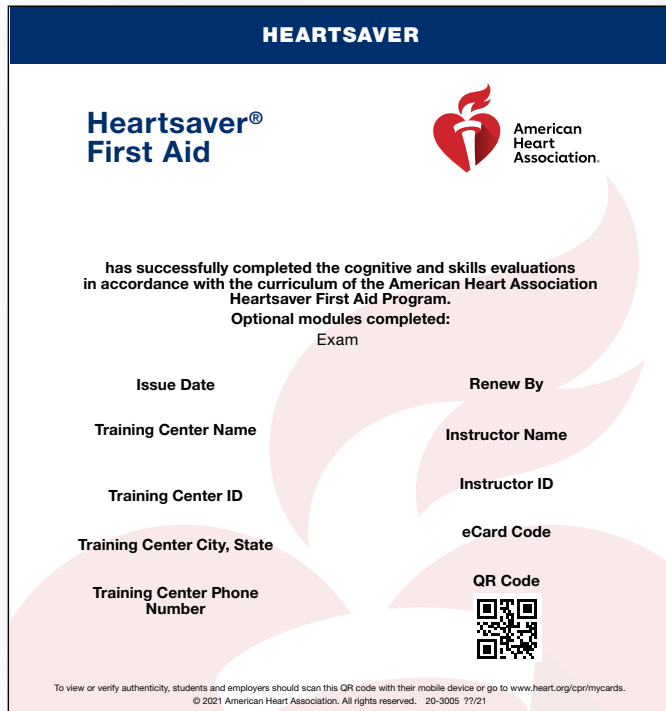 HEARTSAVER
Heartsaver®
First Aid
American
Heart
Association.
has successfully completed the cognitive and skills evaluations
in accordance with the curriculum of the American Heart Association
Heartsaver First Aid Program.
Optional modules completed:
Exam
Issue Date
Renew By
Training Center Name
Instructor Name
Training Center ID
Instructor ID
Training Center City, State
eCard Code
Training Center Phone
Number
QR Code
To view or verify authenticity, students and employers should scan this QR code with their mobile device or go to www.heart.org/cpr/mycards.
© 2021 American Heart Association. All rights reserved. 20-3005 ??/21